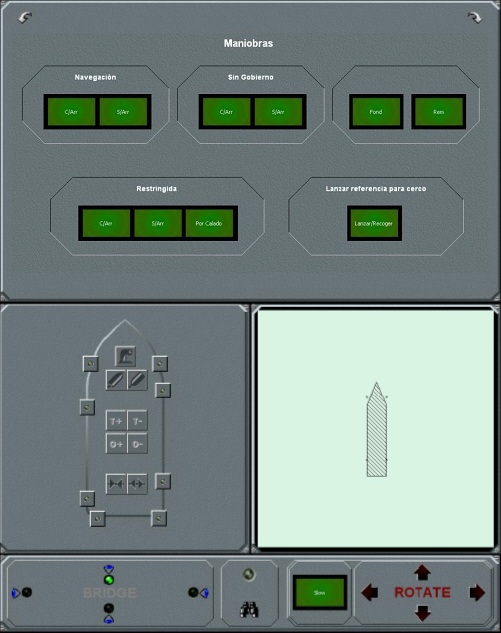 Maniobras
Navegación
C/Arr
S/Arr
Sin Gobierno
C/Arr
S/Arr
Fond
Rem
Restringida
C/Arr
S/Arr
Por Calado
Lanzar referencia para cerco
Lanzar/Recoger
T+ T-
D+ D-
BRIDGE
Slow
ROTATE